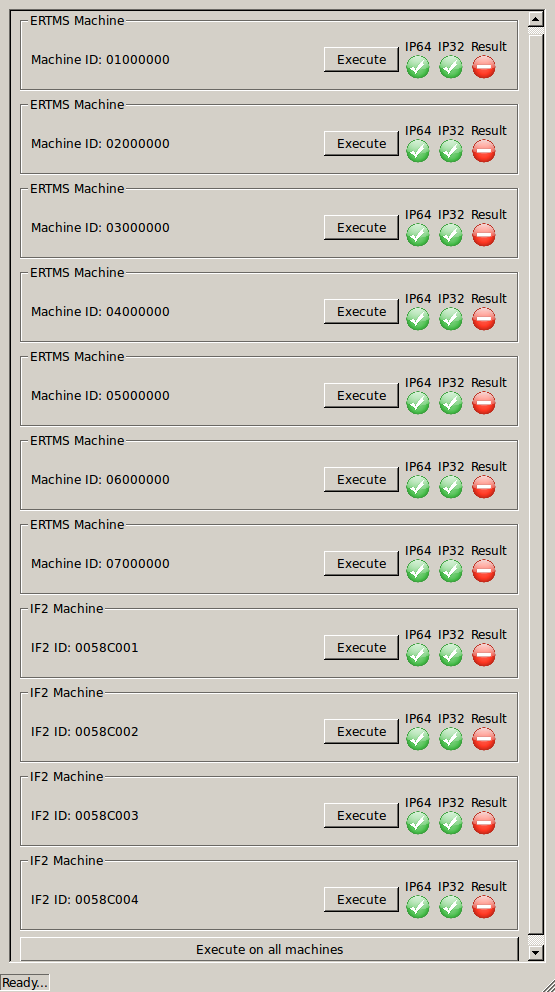 ERTMS Machine
IP64 IP32 Result
Machine ID: 01000000 Execute
ERTMS Machine
IP64 IP32 Result
Machine ID: 02000000 Execute
ERTMS Machine
IP64 IP32 Result
Machine ID: 03000000 Execute
ERTMS Machine
IP64 IP32 Result
Machine ID: 04000000 Execute
ERTMS Machine
IP64 IP32 Result
Machine ID: 05000000 Execute
ERTMS Machine
IP64 IP32 Result
Machine ID: 06000000 Execute
ERTMS Machine
IP64 IP32 Result
Machine ID: 07000000 Execute
IF2 Machine
IP64 IP32 Result
IF2 ID: 0058C001 Execute
IF2 Machine
IP64 IP32 Result
IF2 ID: 0058C002 Execute
IF2 Machine
IP64 IP32 Result
IF2 ID: 0058C003 Execute
IF2 Machine
IP64 IP32 Result
IF2 ID: 0058C004 Execute
Execute on all machines
Ready...